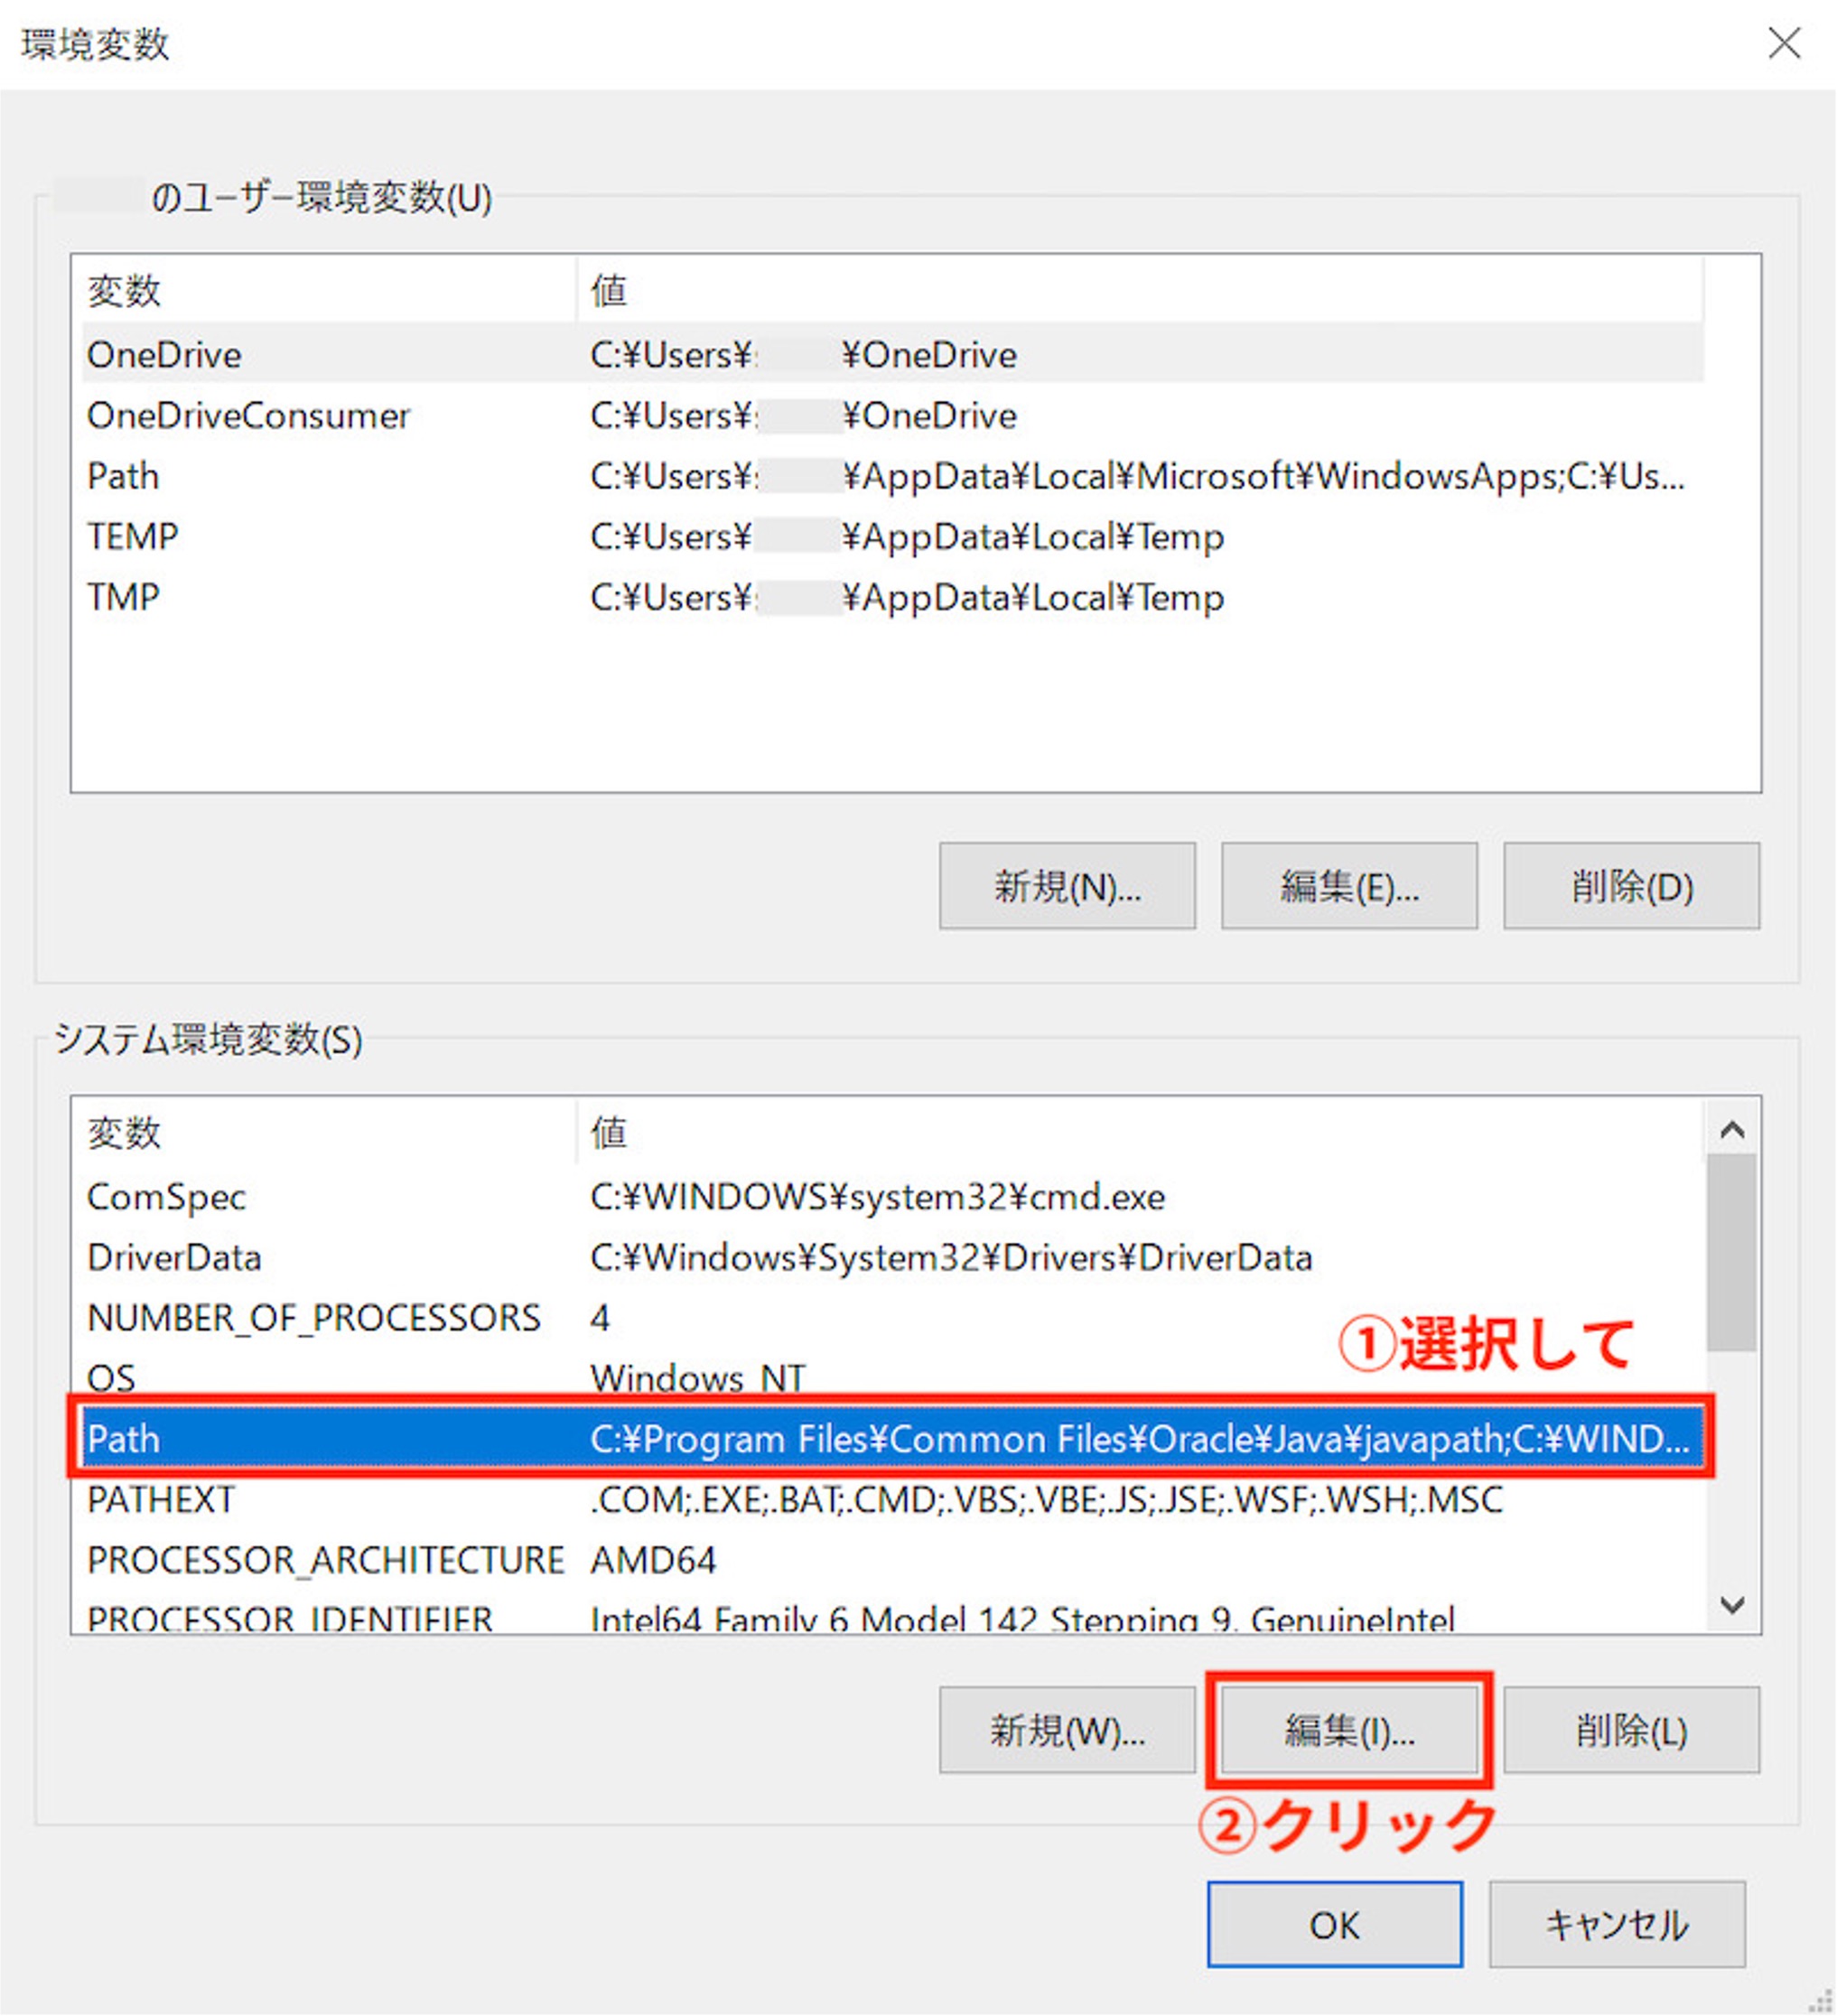 環境変数
のユーザー環境変数(U)
変数 値
OneDrive C:¥Users¥ ¥OneDrive
OneDriveConsumer C:¥Users¥ ¥OneDrive
Path C:¥Users¥ ¥AppData¥Local¥Microsoft¥WindowsApps;C:¥Us...
TEMP C:¥Users¥ ¥AppData¥Local¥Temp
TMP C:¥Users¥ ¥AppData¥Local¥Temp
新規(N)... 編集(E)... 削除(D)
システム環境変数(S)
変数 値
ComSpec C:¥WINDOWS¥system32¥cmd.exe
DriverData C:¥Windows¥System32¥Drivers¥DriverData
NUMBER_OF_PROCESSORS 4
①選択して
OS Windows_NT
Path C:¥Program Files¥Common Files¥Oracle¥Java¥javapath;C:¥WIND...
PATHEXT .COM;.EXE;.BAT;.CMD;.VBS;.VBE;.JS;.JSE;.WSF;.WSH;.MSC
PROCESSOR_ARCHITECTURE AMD64
PROCESSOR_IDENTIFIER Intel64 Family 6 Model 142 Stepping 9, GenuineIntel
新規(W)... 編集(I)... 削除(L)
②クリック
OK キャンセル